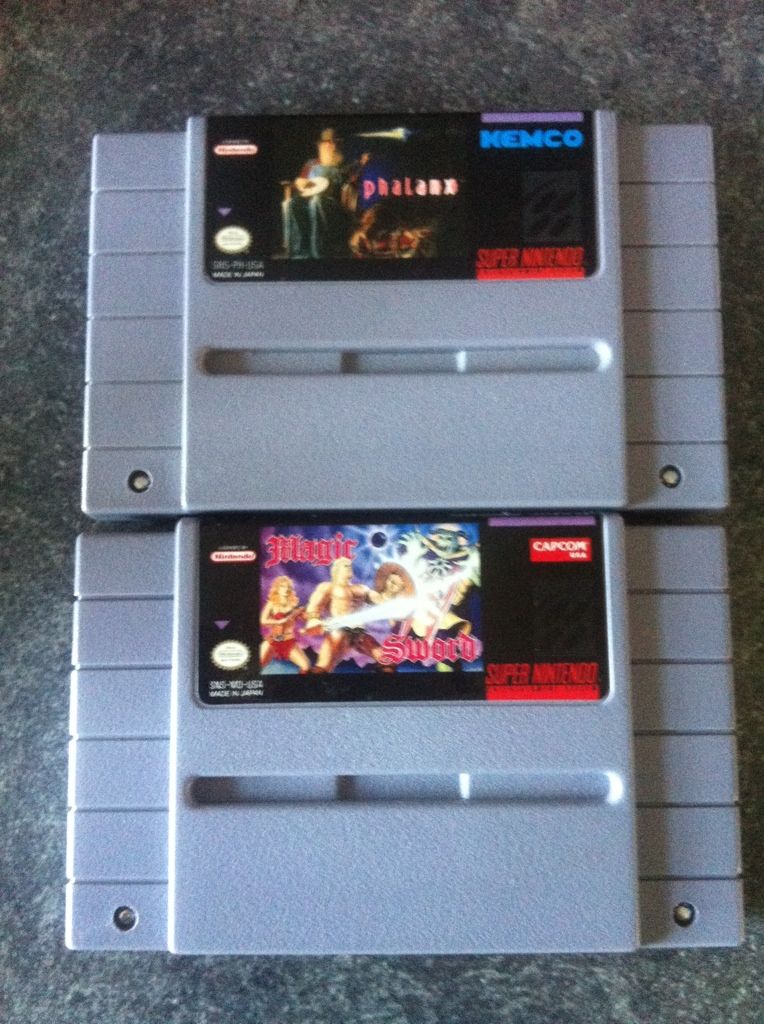 Nintendo
KEMCO
phalanx
SUPER NINTENDO
SNS-PH-USA
MADE IN JAPAN
Nintendo
Magic
Sword
CAPCOM
USA
SUPER NINTENDO
SNS-MD-USA
MADE IN JAPAN